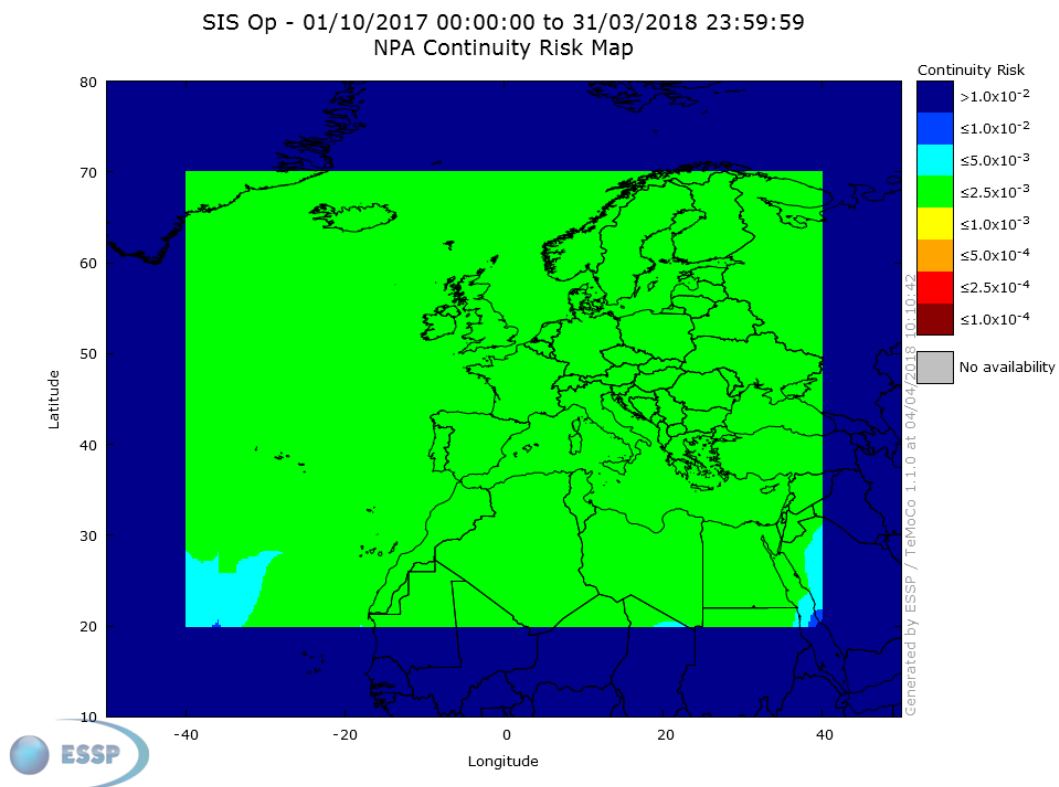 SIS Op - 01/10/2017 00:00:00 to 31/03/2018 23:59:59
NPA Continuity Risk Map
Continuity Risk
>1.0x10⁻²
≤1.0x10⁻²
≤5.0x10⁻³
≤2.5x10⁻³
≤1.0x10⁻³
≤5.0x10⁻⁴
≤2.5x10⁻⁴
≤1.0x10⁻⁴
No availability
80
70
60
50
40
30
20
10
Latitude
-40
-20
0
20
40
Longitude
Generated by ESSP / TeMoCo 1.1.0 at 04/04/2018 10:10:42
ESSP